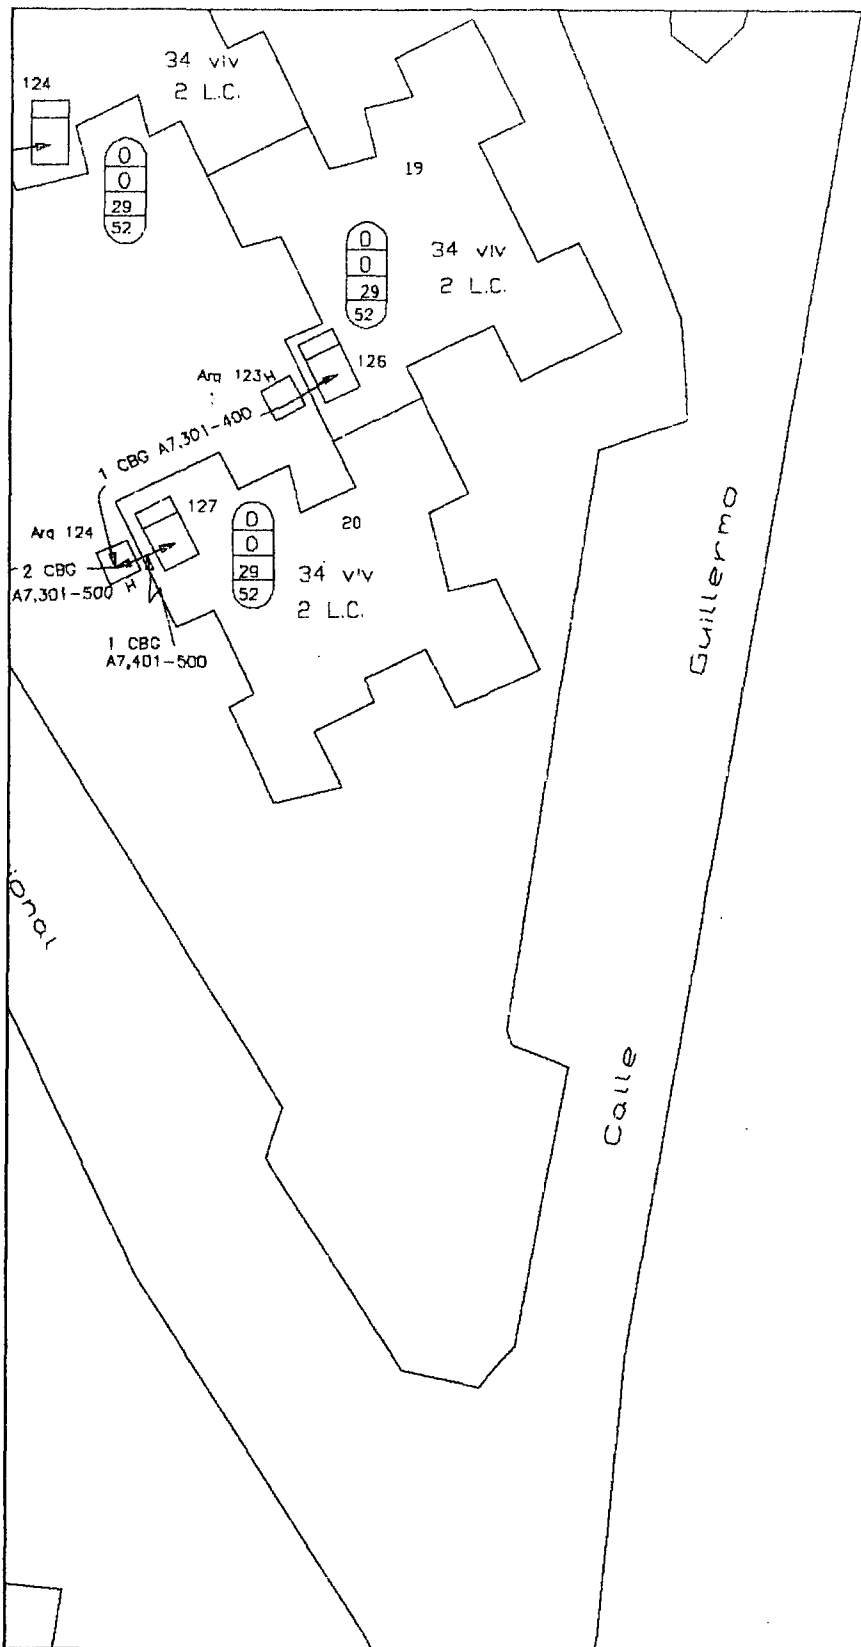 34 viv
2 L.C.
124
0
0
29
52
19
34 viv
2 L.C.
0
0
29
52
126
Arq 123
H
1 CBG A7,301-400
127
20
Arq 124
0
0
29
52
34 viv
2 L.C.
2 CBG
A7,301-500
H
1 CBG
A7,401-500
Guillermo
Calle
ional